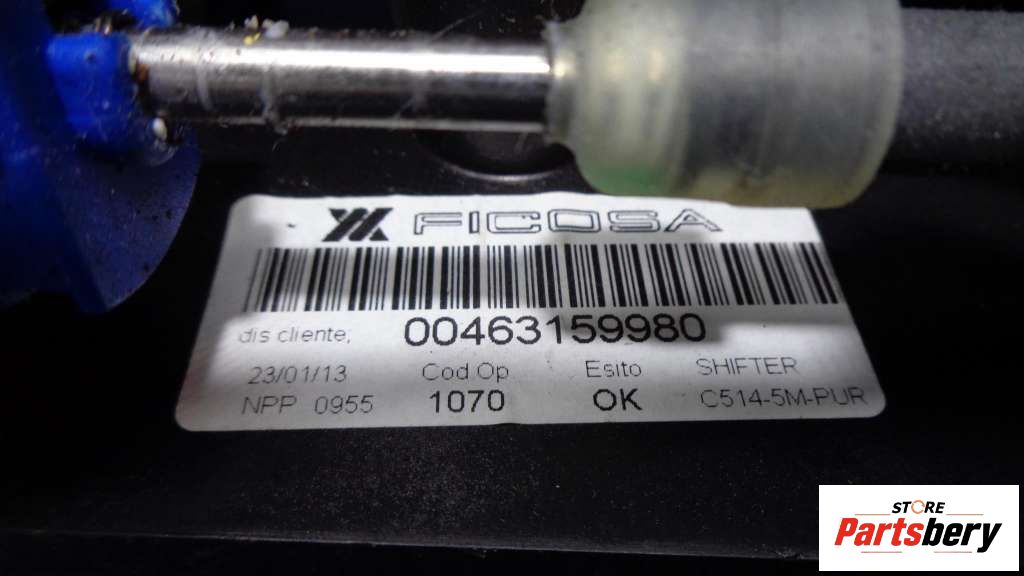 FICOSA
dis cliente; 00463159980
23/01/13 Cod Op Esito SHIFTER
NPP 0955 1070 OK C514-5M-PUR
STORE
Partsbery